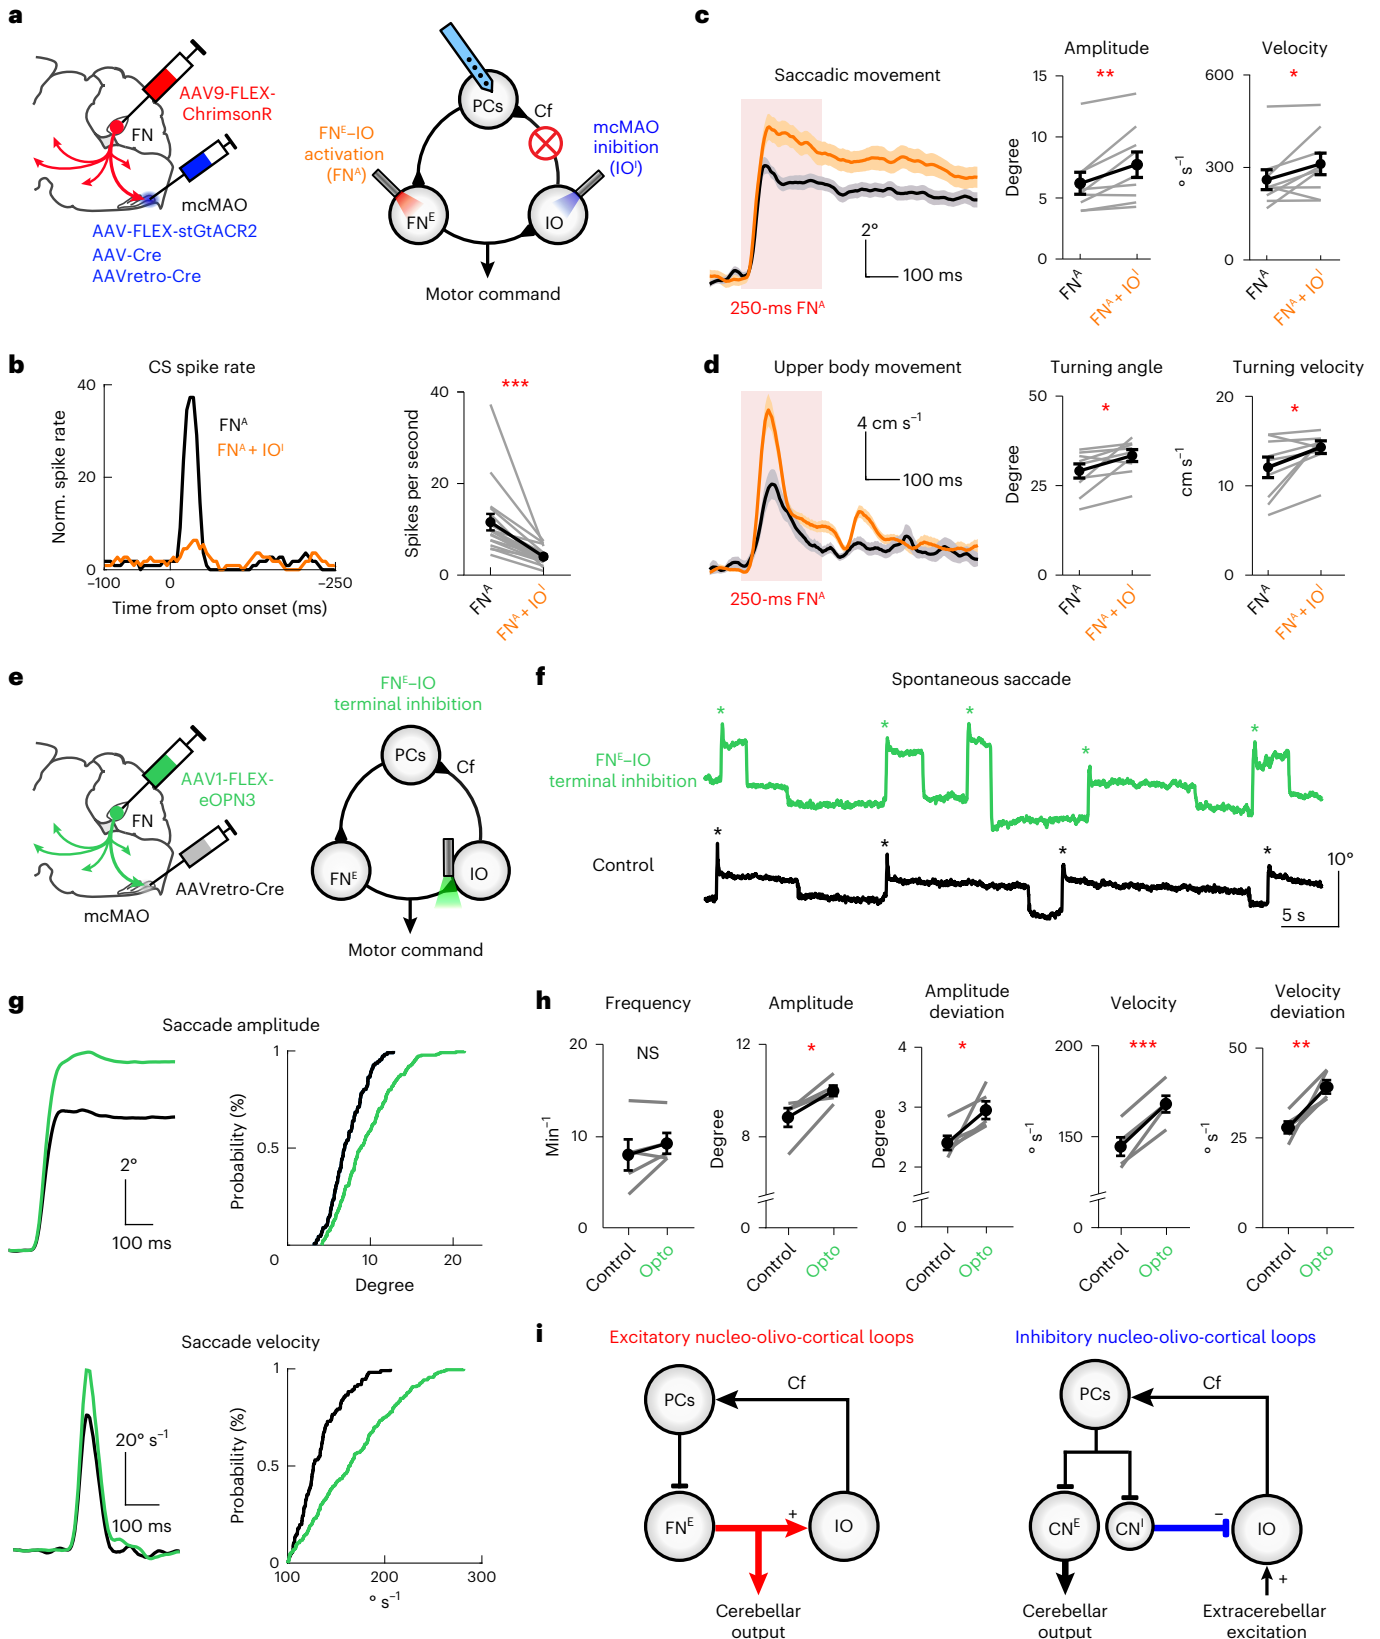 a
AAV9-FLEX-
ChrimsonR
FN
mcMAO
AAV-FLEX-stGtACR2
AAV-Cre
AAVretro-Cre
PCs
Cf
FNᴱ–IO
activation
(FNᴬ)
mcMAO
inibition
(IOᴵ)
FNᴱ
IO
Motor command
b
CS spike rate
Norm. spike rate
40
20
0
–100
0
–250
Time from opto onset (ms)
FNᴬ
FNᴬ + IOᴵ
Spikes per second
40
20
0
***
FNᴬ
FNᴬ + IOᴵ
c
Saccadic movement
2°
100 ms
250-ms FNᴬ
Amplitude
**
Degree
15
10
5
0
FNᴬ
FNᴬ + IOᴵ
Velocity
*
° s⁻¹
600
300
0
FNᴬ
FNᴬ + IOᴵ
d
Upper body movement
4 cm s⁻¹
100 ms
250-ms FNᴬ
Turning angle
*
Degree
50
25
0
FNᴬ
FNᴬ + IOᴵ
Turning velocity
*
cm s⁻¹
20
10
0
FNᴬ
FNᴬ + IOᴵ
e
AAV1-FLEX-
eOPN3
FN
AAVretro-Cre
mcMAO
FNᴱ–IO
terminal inhibition
PCs
Cf
FNᴱ
IO
Motor command
f
Spontaneous saccade
FNᴱ–IO
terminal inhibition
* * * * *
Control
* * * *
10°
5 s
g
Saccade amplitude
2°
100 ms
Probability (%)
1
0.5
0
10
20
Degree
Saccade velocity
20° s⁻¹
100 ms
Probability (%)
1
0.5
0
100
200
300
° s⁻¹
h
Frequency
NS
Min⁻¹
20
10
0
Control
Opto
Amplitude
*
Degree
12
8
0
Control
Opto
Amplitude
deviation
*
Degree
4
3
2
0
Control
Opto
Velocity
***
° s⁻¹
200
150
0
Control
Opto
Velocity
deviation
**
° s⁻¹
50
25
0
Control
Opto
i
Excitatory nucleo-olivo-cortical loops
PCs
Cf
FNᴱ
+
IO
Cerebellar
output
Inhibitory nucleo-olivo-cortical loops
PCs
Cf
CNᴱ
CNᴵ
–
IO
+
Cerebellar
output
Extracerebellar
excitation